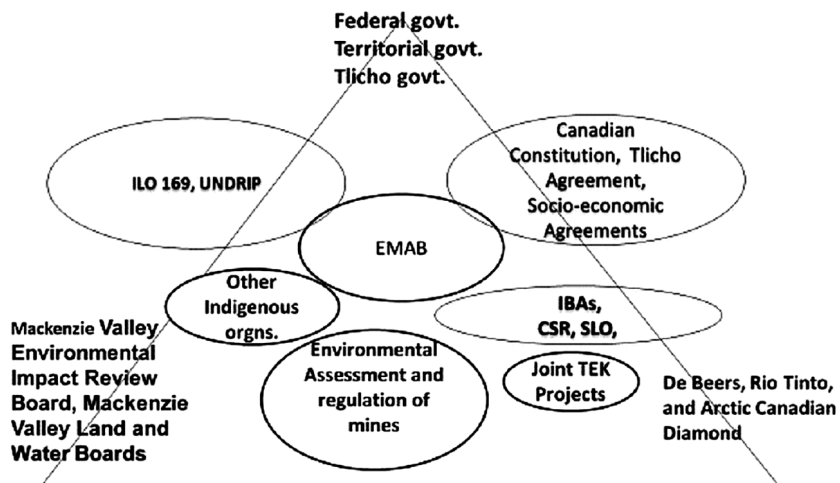 Federal govt.
Territorial govt.
Tlicho govt.
ILO 169, UNDRIP
Canadian
Constitution, Tlicho
Agreement,
Socio-economic
Agreements
EMAB
Other
Indigenous
orgns.
IBAs,
CSR, SLO,
Mackenzie Valley
Environmental
Impact Review
Board, Mackenzie
Valley Land and
Water Boards
Environmental
Assessment and
regulation of
mines
Joint TEK
Projects
De Beers, Rio Tinto,
and Arctic Canadian
Diamond